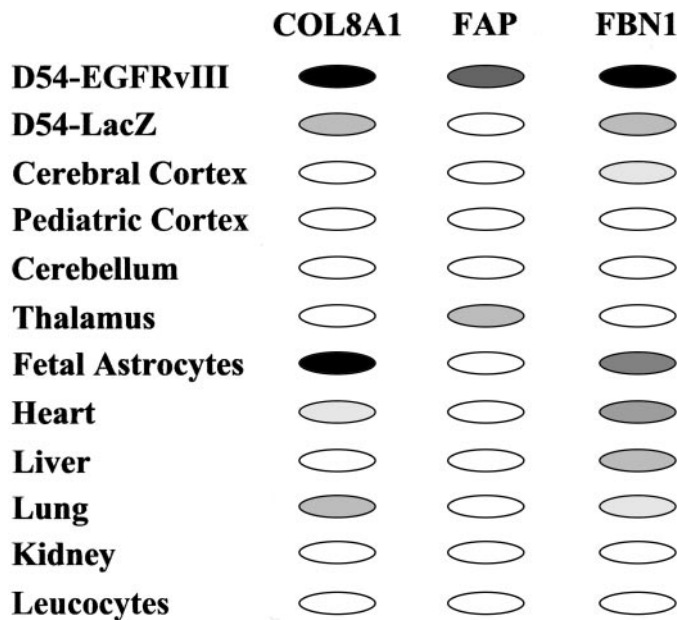 COL8A1 FAP FBN1
D54-EGFRvIII
D54-LacZ
Cerebral Cortex
Pediatric Cortex
Cerebellum
Thalamus
Fetal Astrocytes
Heart
Liver
Lung
Kidney
Leucocytes